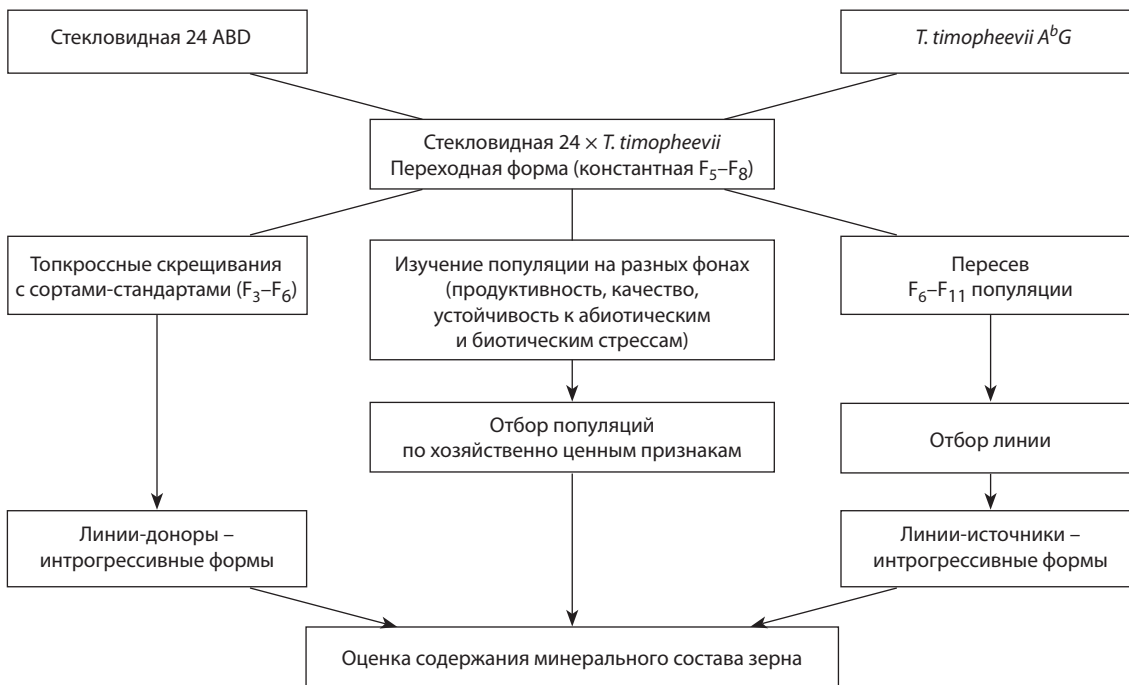 Стекловидная 24 ABD
T. timopheevii AᵇG
Стекловидная 24 × T. timopheevii
Переходная форма (константная F₅–F₈)
Топкроссные скрещивания
с сортами-стандартами (F₃–F₆)
Изучение популяции на разных фонах
(продуктивность, качество,
устойчивость к абиотическим
и биотическим стрессам)
Пересев
F₆–F₁₁ популяции
Отбор популяций
по хозяйственно ценным признакам
Отбор линии
Линии-доноры –
интрогрессивные формы
Линии-источники –
интрогрессивные формы
Оценка содержания минерального состава зерна